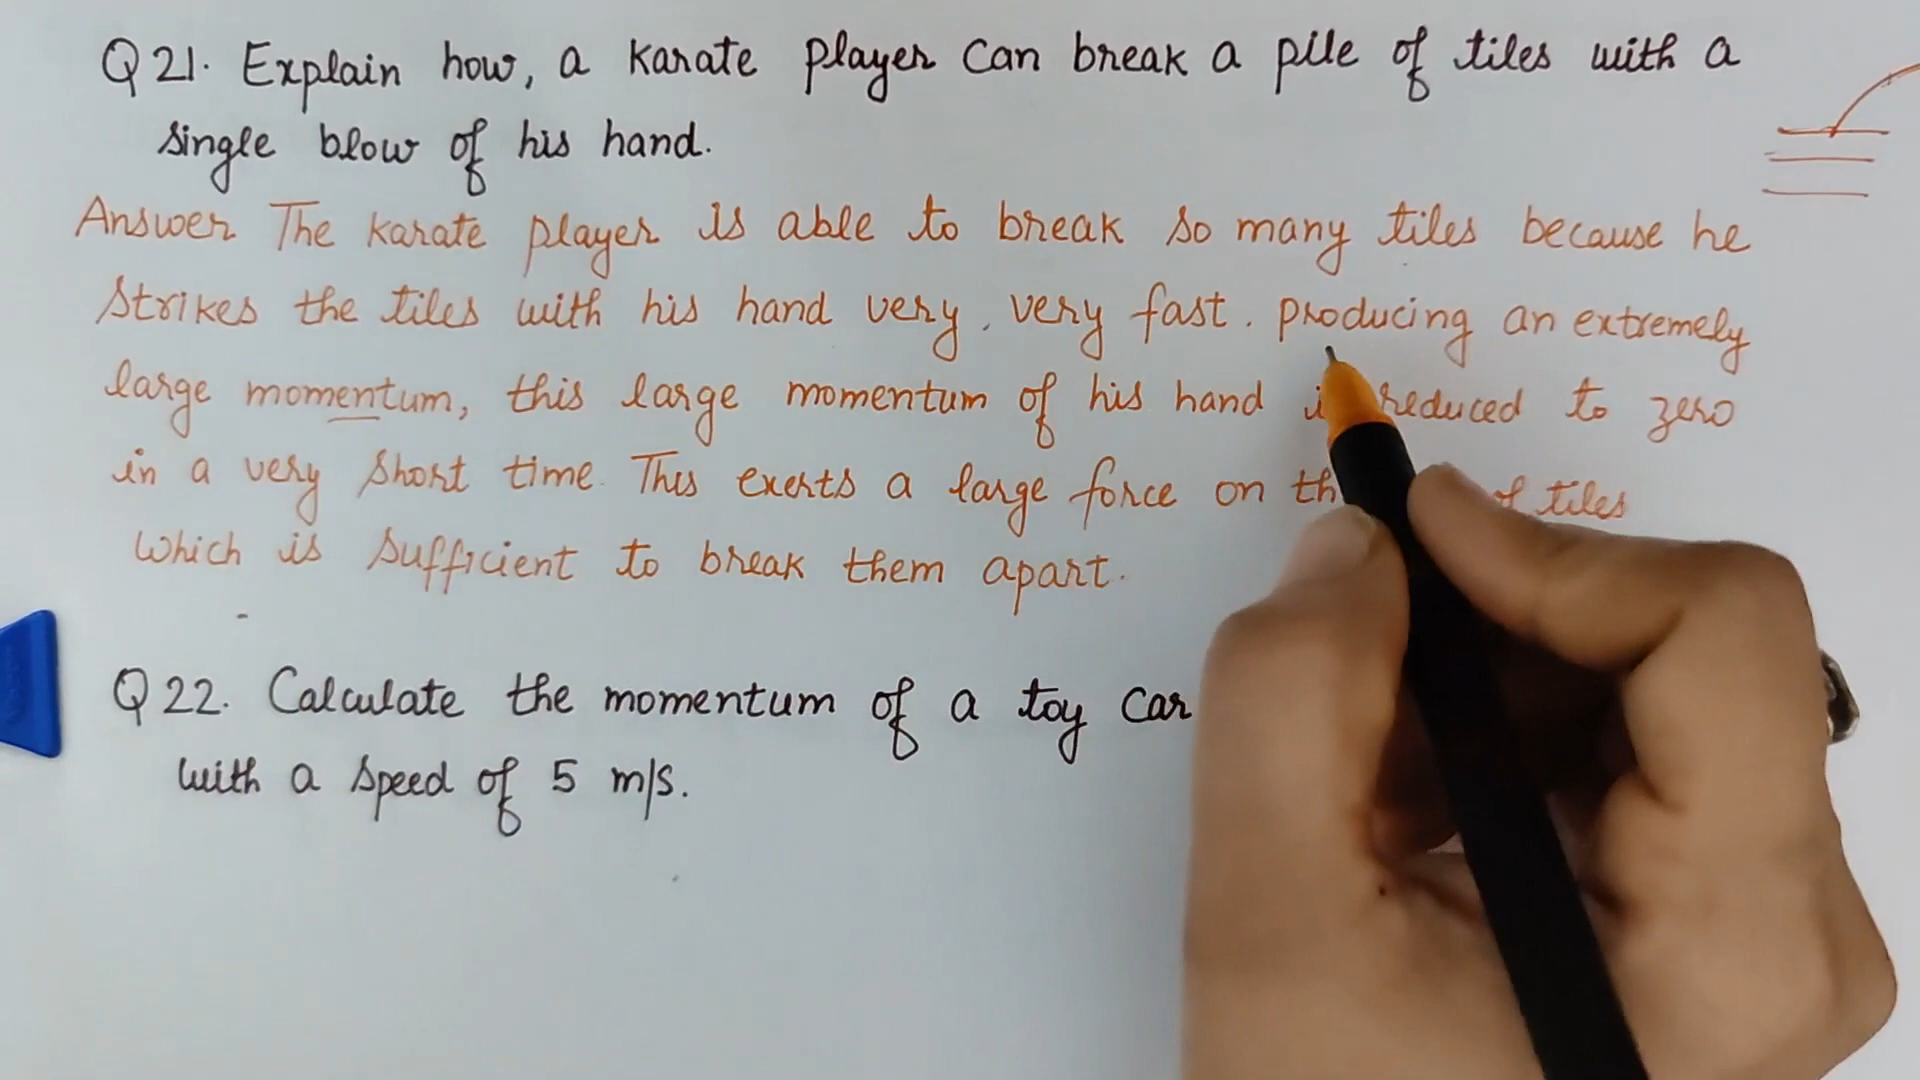 Q 21. Explain how, a karate player can break a pile of tiles with a
single blow of his hand.
Answer The karate player is able to break so many tiles because he
strikes the tiles with his hand very, very fast. producing an extremely
large momentum, this large momentum of his hand reduced to zero
in a very short time. This exerts a large force on of tiles
which is sufficient to break them apart.
Q 22. Calculate the momentum of a toy car
with a speed of 5 m/s.